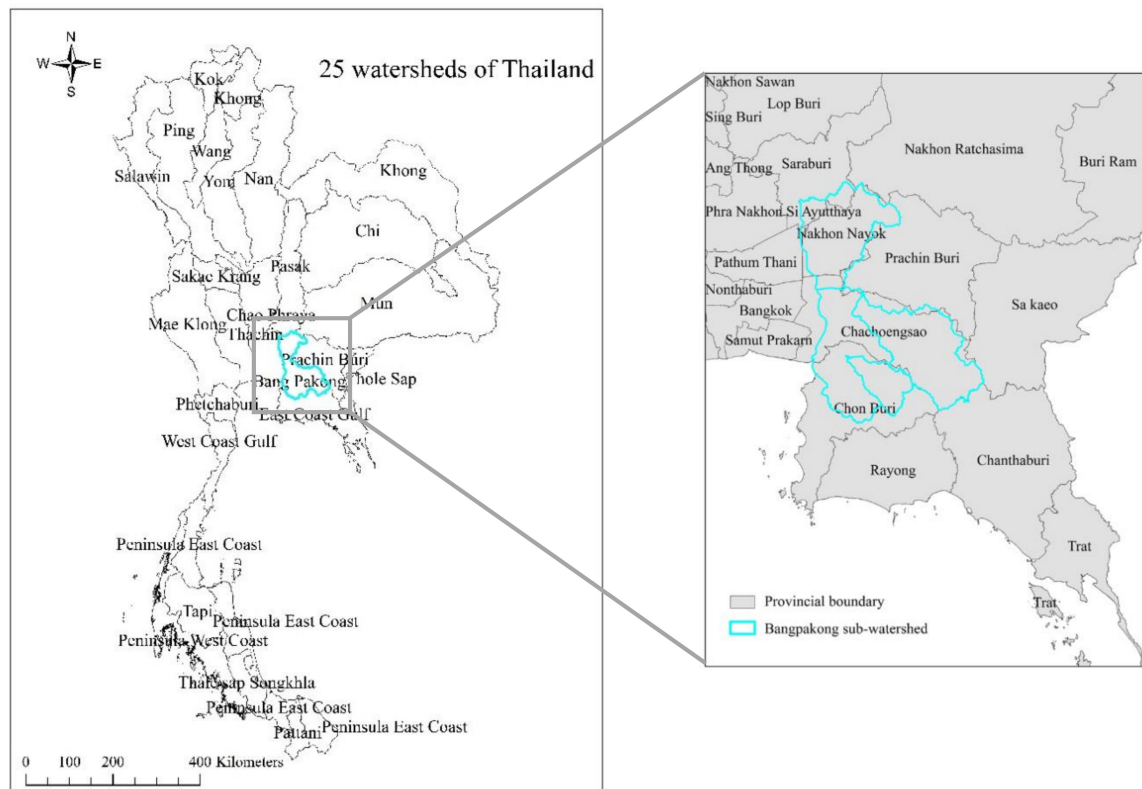 N
W E
S
25 watersheds of Thailand
Kok
Khong
Ping
Wang
Salawin
Yom
Nan
Khong
Chi
Pasak
Sakae Krang
Mun
Chao Phraya
Mae Klong
Thachin
Prachin Buri
Bang Pakong
Thole Sap
Phetchaburi
East Coast Gulf
West Coast Gulf
Peninsula East Coast
Tapi
Peninsula East Coast
Peninsula West Coast
Thale sap Songkhla
Peninsula East Coast
Pattani
Peninsula East Coast
0 100 200 400 Kilometers
Nakhon Sawan
Lop Buri
Sing Buri
Nakhon Ratchasima
Buri Ram
Ang Thong
Saraburi
Phra Nakhon Si Ayutthaya
Nakhon Nayok
Pathum Thani
Prachin Buri
Nonthaburi
Sa kaeo
Bangkok
Chachoengsao
Samut Prakarn
Chon Buri
Rayong
Chanthaburi
Trat
Trat
Provincial boundary
Bangpakong sub-watershed